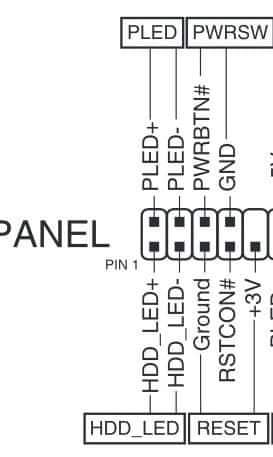 PLED PWRSW
PLED+
PLED-
PWRBTN#
GND
PANEL
PIN 1
HDD_LED+
HDD_LED-
Ground
RSTCON#
+3V
HDD_LED RESET